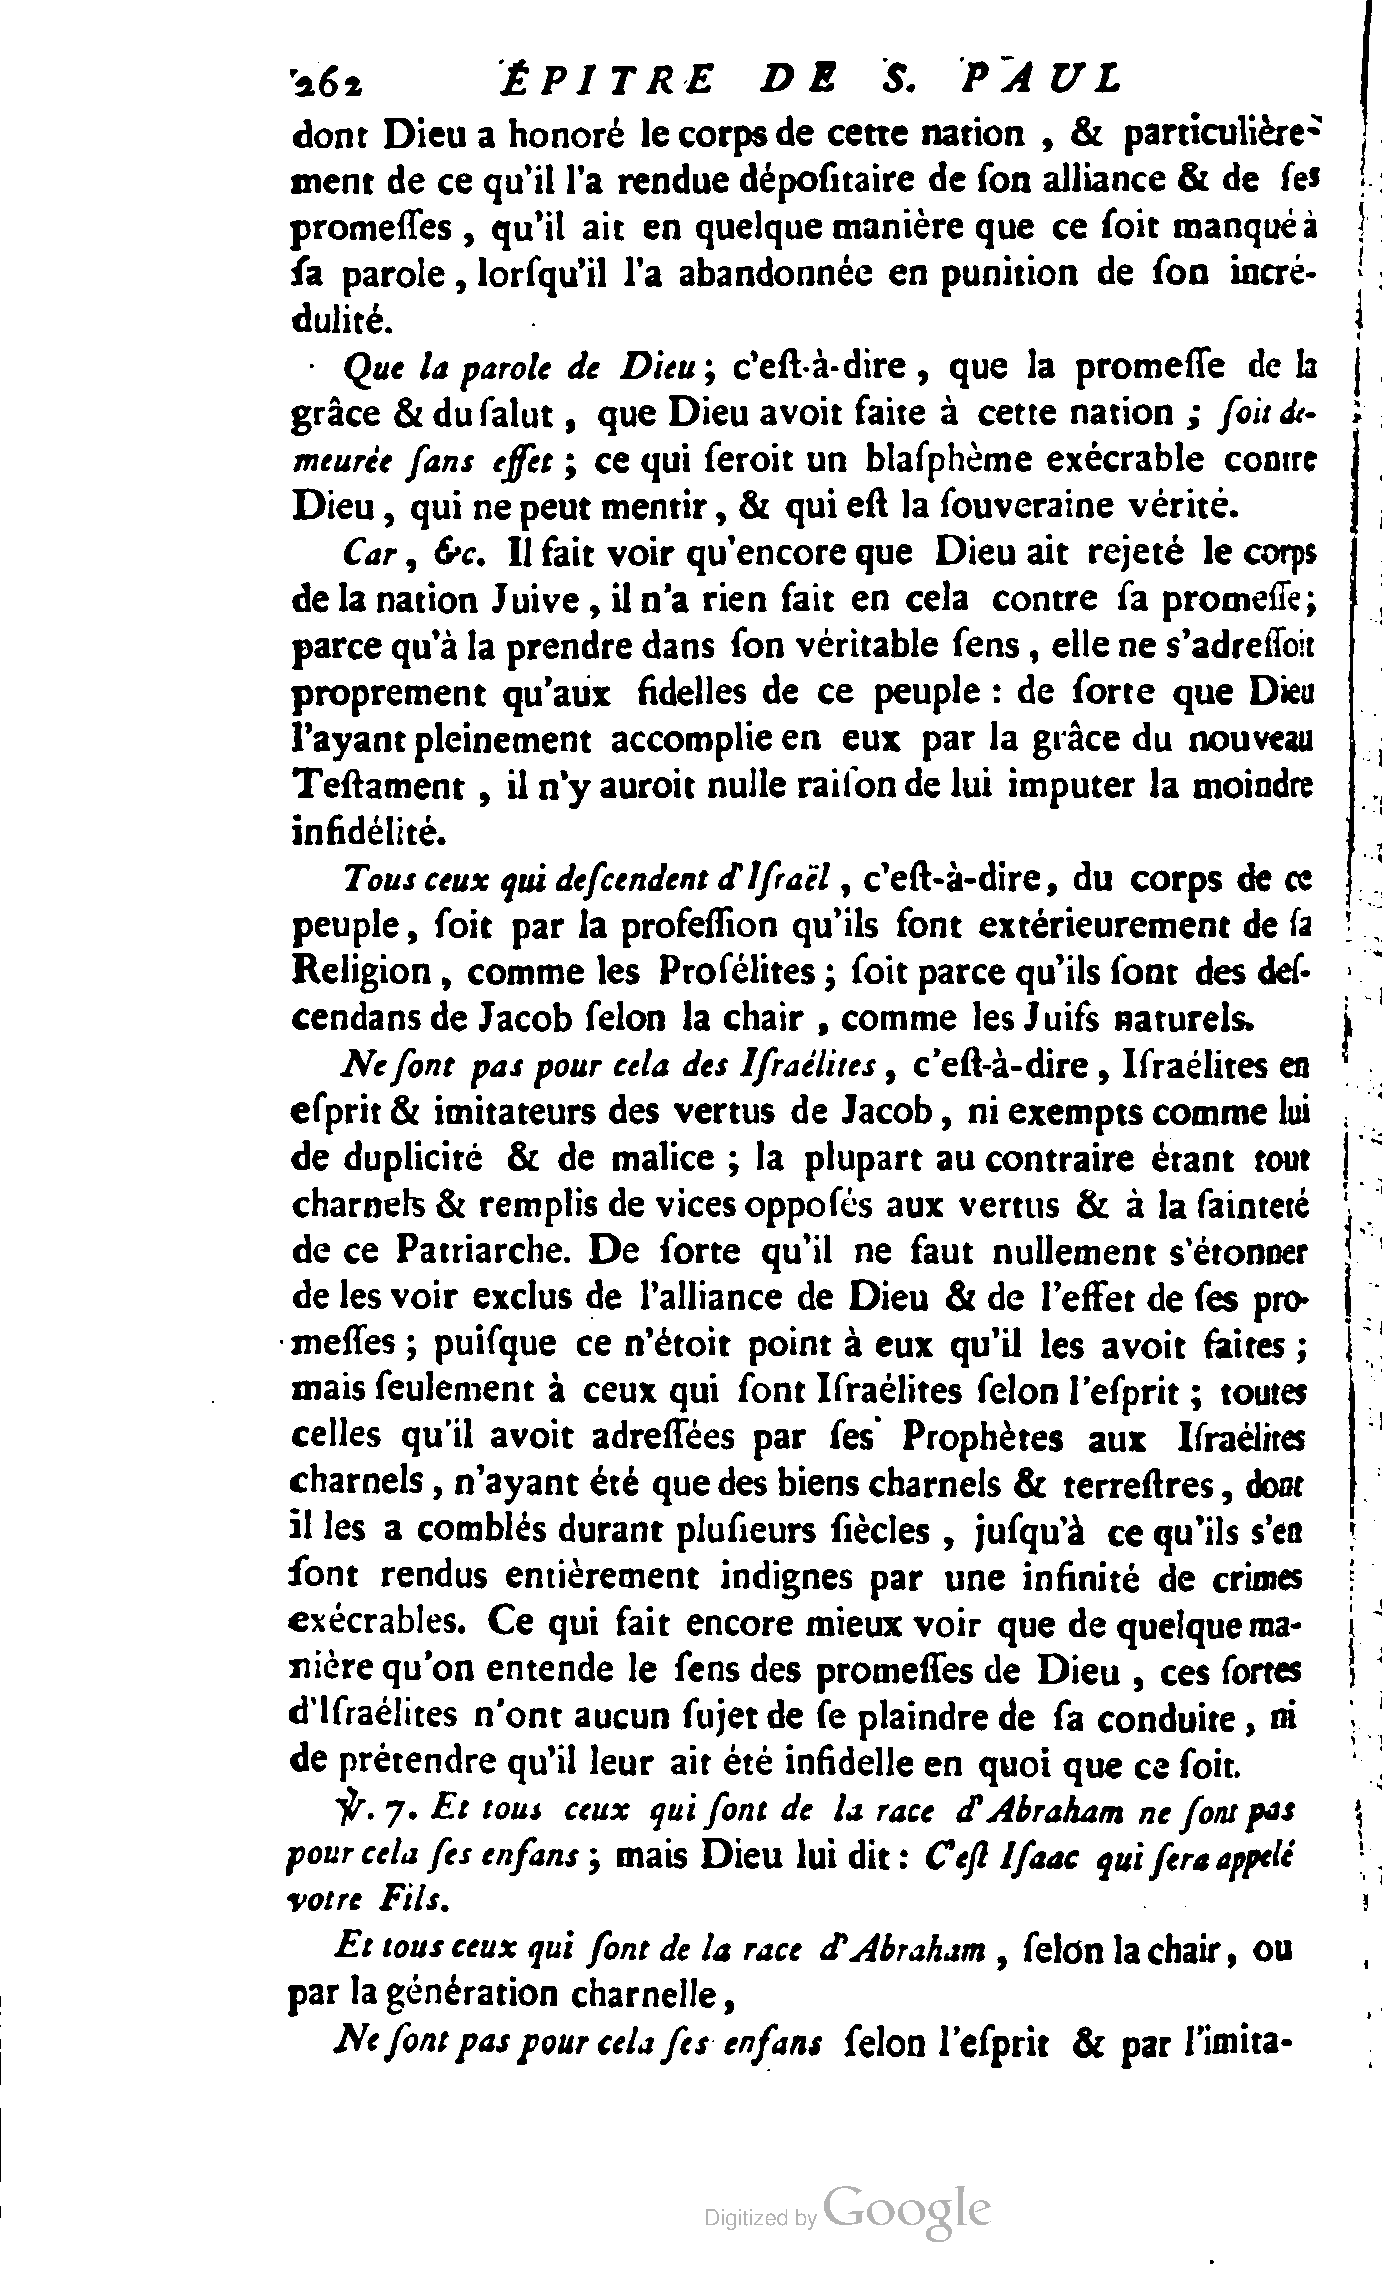 262 ÉPITRE DE S. PAUL
dont Dieu a honoré le corps de cette nation , & particulière-
ment de ce qu'il l'a rendue dépoſitaire de ſon alliance & de ſes
promeſſes , qu'il ait en quelque manière que ce ſoit manqué à
ſa parole , lorſqu'il l'a abandonnée en punition de ſon incré-
dulité.
Que la parole de Dieu ; c'eſt-à-dire , que la promeſſe de la
grâce & du ſalut , que Dieu avoit faite à cette nation ; ſoit de-
meurée ſans effet ; ce qui ſeroit un blaſphème exécrable contre
Dieu , qui ne peut mentir , & qui eſt la ſouveraine vérité.
Car , &c. Il fait voir qu'encore que Dieu ait rejeté le corps
de la nation Juive , il n'a rien fait en cela contre ſa promeſſe ;
parce qu'à la prendre dans ſon véritable ſens , elle ne s'adreſſoit
proprement qu'aux fidelles de ce peuple : de ſorte que Dieu
l'ayant pleinement accomplie en eux par la grâce du nouveau
Teſtament , il n'y auroit nulle raiſon de lui imputer la moindre
infidélité.
Tous ceux qui deſcendent d'Iſraël , c'eſt-à-dire , du corps de ce
peuple , ſoit par la profeſſion qu'ils font extérieurement de ſa
Religion , comme les Proſélites ; ſoit parce qu'ils ſont des deſ-
cendans de Jacob ſelon la chair , comme les Juifs naturels.
Ne ſont pas pour cela des Iſraélites , c'eſt-à-dire , Iſraélites en
eſprit & imitateurs des vertus de Jacob , ni exempts comme lui
de duplicité & de malice ; la plupart au contraire étant tout
charnels & remplis de vices oppoſés aux vertus & à la ſainteté
de ce Patriarche. De ſorte qu'il ne faut nullement s'étonner
de les voir exclus de l'alliance de Dieu & de l'effet de ſes pro-
meſſes ; puiſque ce n'étoit point à eux qu'il les avoit faites ;
mais ſeulement à ceux qui ſont Iſraélites ſelon l'eſprit ; toutes
celles qu'il avoit adreſſées par ſes Prophètes aux Iſraélites
charnels , n'ayant été que des biens charnels & terreſtres , dont
il les a comblés durant pluſieurs ſiècles , juſqu'à ce qu'ils s'en
ſont rendus entièrement indignes par une infinité de crimes
exécrables. Ce qui fait encore mieux voir que de quelque ma-
nière qu'on entende le ſens des promeſſes de Dieu , ces ſortes
d'Iſraélites n'ont aucun ſujet de ſe plaindre de ſa conduite , ni
de prétendre qu'il leur ait été infidelle en quoi que ce ſoit.
℣. 7. Et tous ceux qui ſont de la race d'Abraham ne ſont pas
pour cela ſes enfans ; mais Dieu lui dit : C'eſt Iſaac qui ſera appelé
votre Fils.
Et tous ceux qui ſont de la race d'Abraham , ſelon la chair , ou
par la génération charnelle ,
Ne ſont pas pour cela ſes enfans ſelon l'eſprit & par l'imita-
Digitized by Google